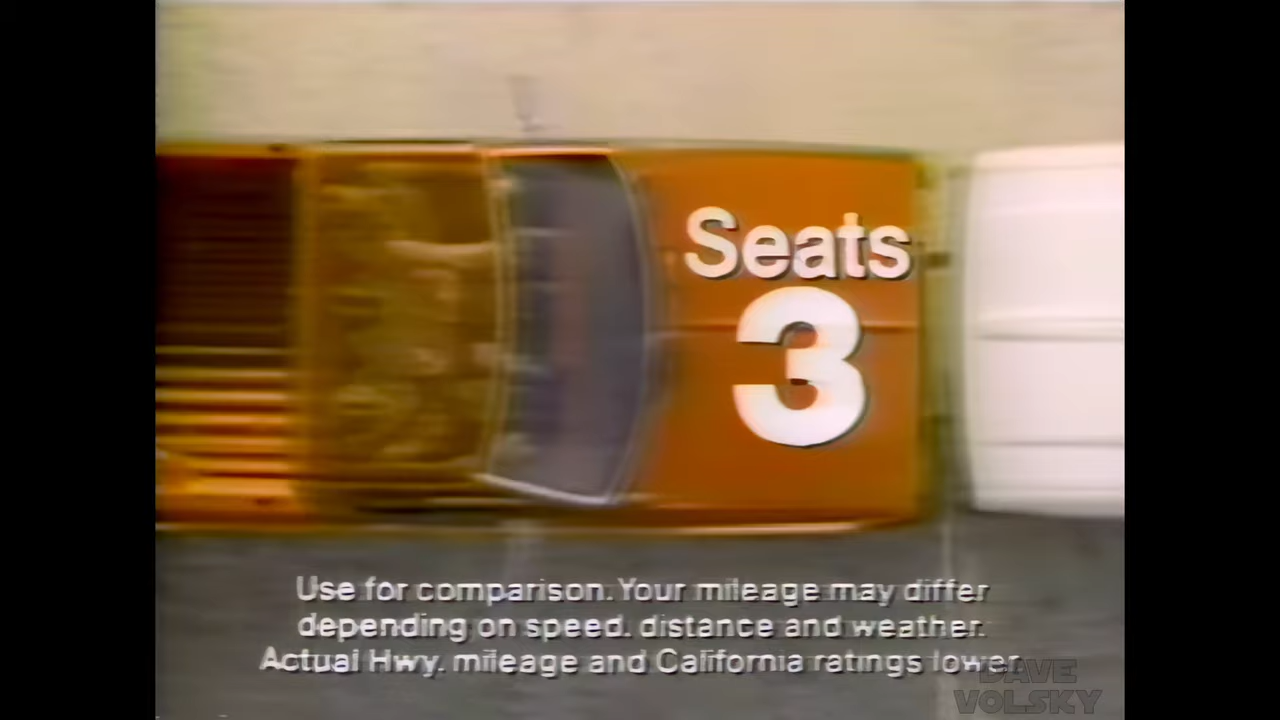 Seats
3
Use for comparison. Your mileage may differ
depending on speed. distance and weather.
Actual Hwy. mileage and California ratings lower.
DAVE
VOLSKY